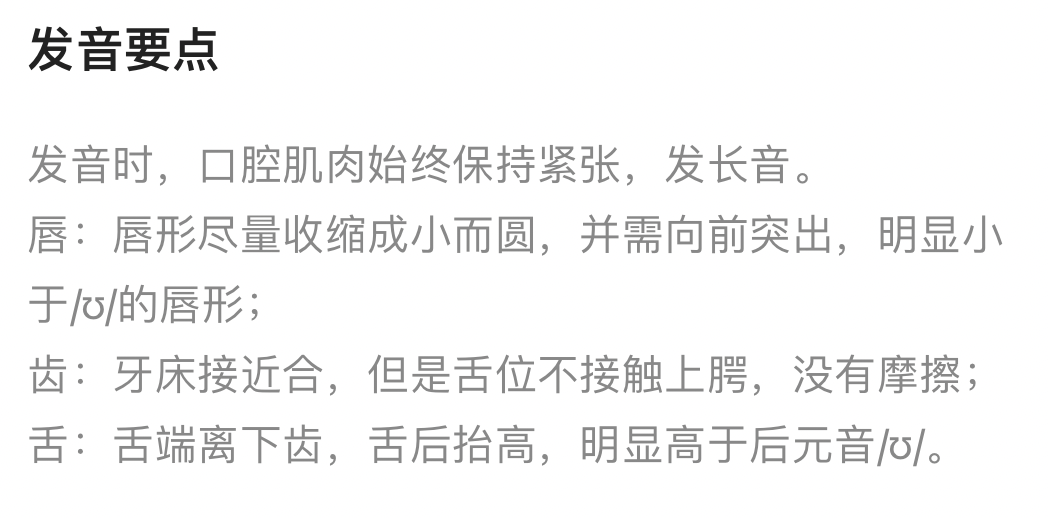 发音要点
发音时，口腔肌肉始终保持紧张，发长音。
唇：唇形尽量收缩成小而圆，并需向前突出，明显小
于/ʊ/的唇形；
齿：牙床接近合，但是舌位不接触上腭，没有摩擦；
舌：舌端离下齿，舌后抬高，明显高于后元音/ʊ/。